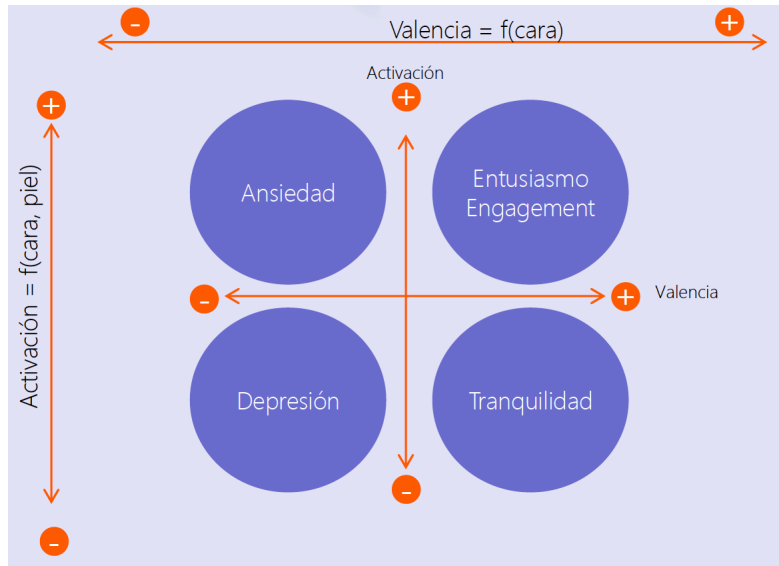 - Valencia = f(cara) +
Activación
+
+
Activación = f(cara, piel)
-
Ansiedad
Entusiasmo
Engagement
-
+ Valencia
Depresión
Tranquilidad
-